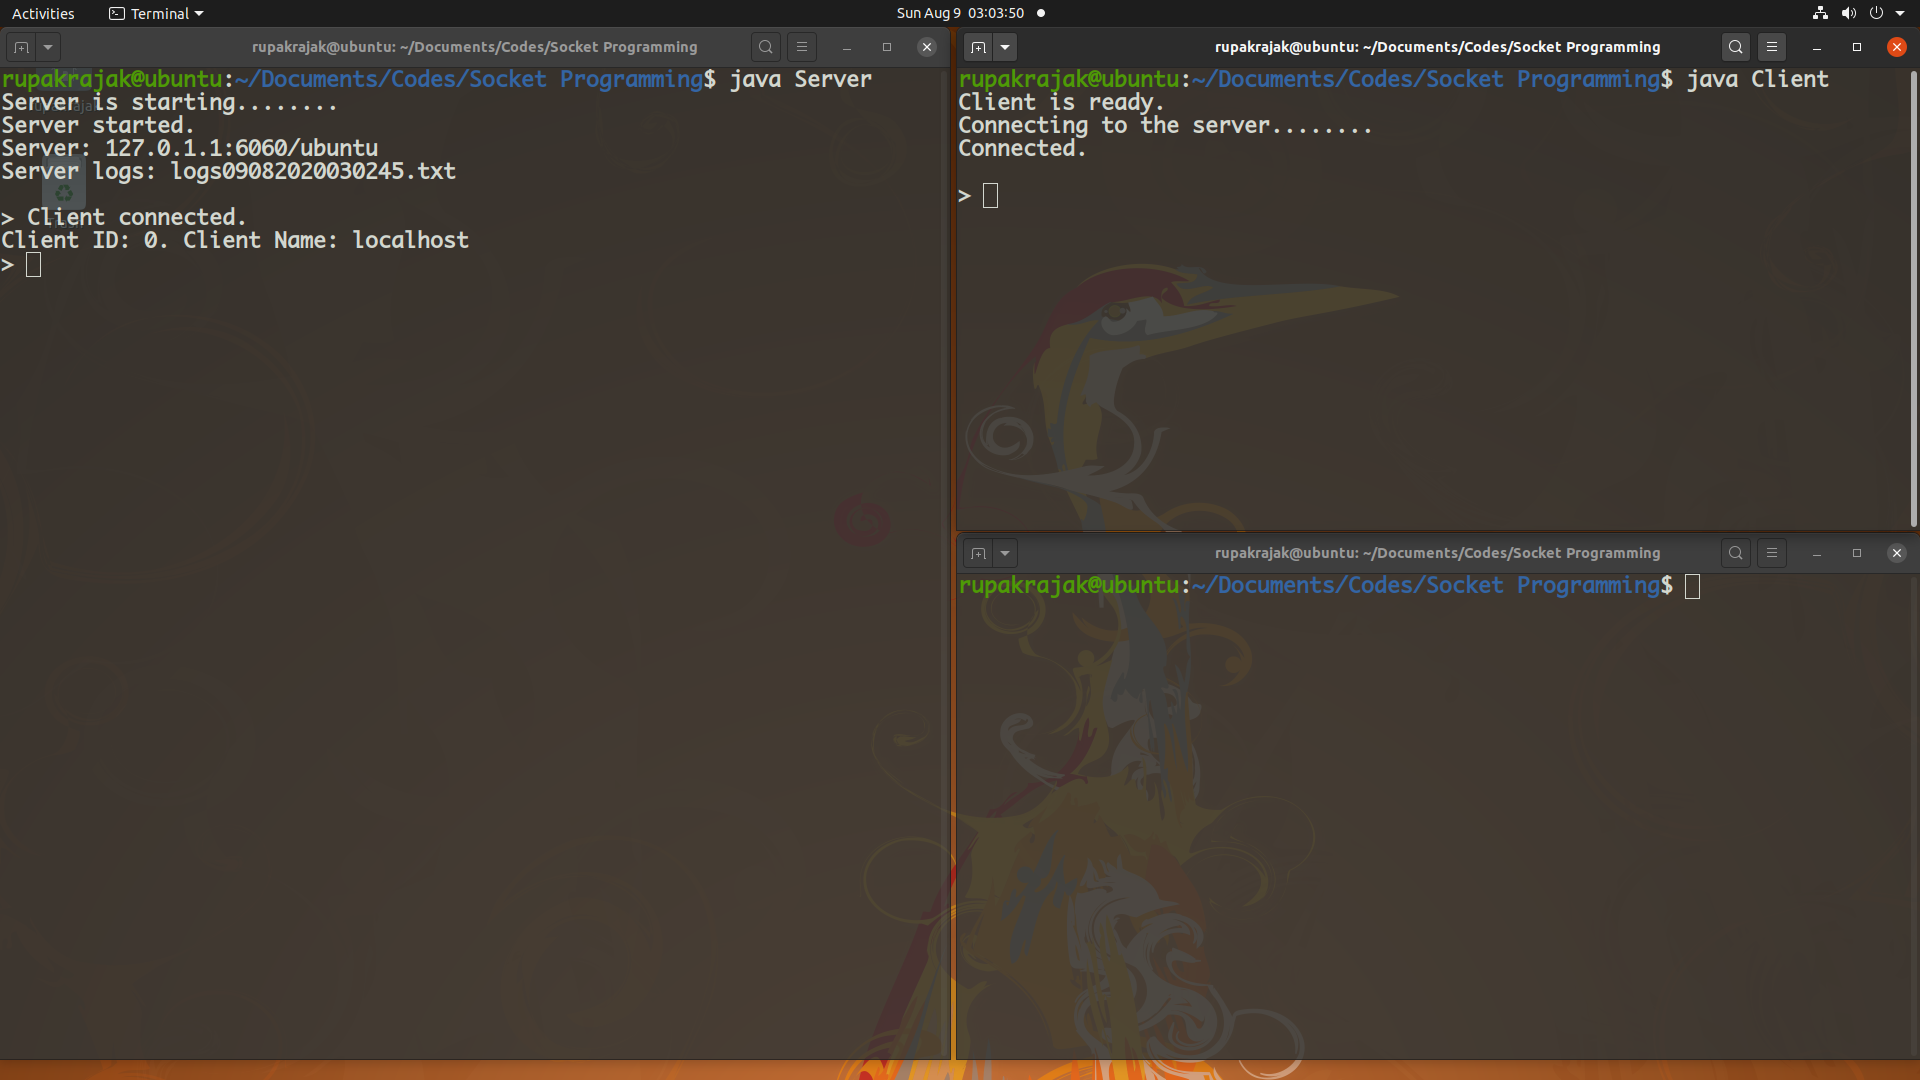 Activities
Terminal
Sun Aug 9 03:03:50
rupakrajak@ubuntu: ~/Documents/Codes/Socket Programming
rupakrajak@ubuntu:~/Documents/Codes/Socket Programming$ java Server
Server is starting........
Server started.
Server: 127.0.1.1:6060/ubuntu
Server logs: logs09082020030245.txt
> Client connected.
Client ID: 0. Client Name: localhost
>
rupakrajak@ubuntu: ~/Documents/Codes/Socket Programming
rupakrajak@ubuntu:~/Documents/Codes/Socket Programming$ java Client
Client is ready.
Connecting to the server........
Connected.
>
rupakrajak@ubuntu: ~/Documents/Codes/Socket Programming
rupakrajak@ubuntu:~/Documents/Codes/Socket Programming$